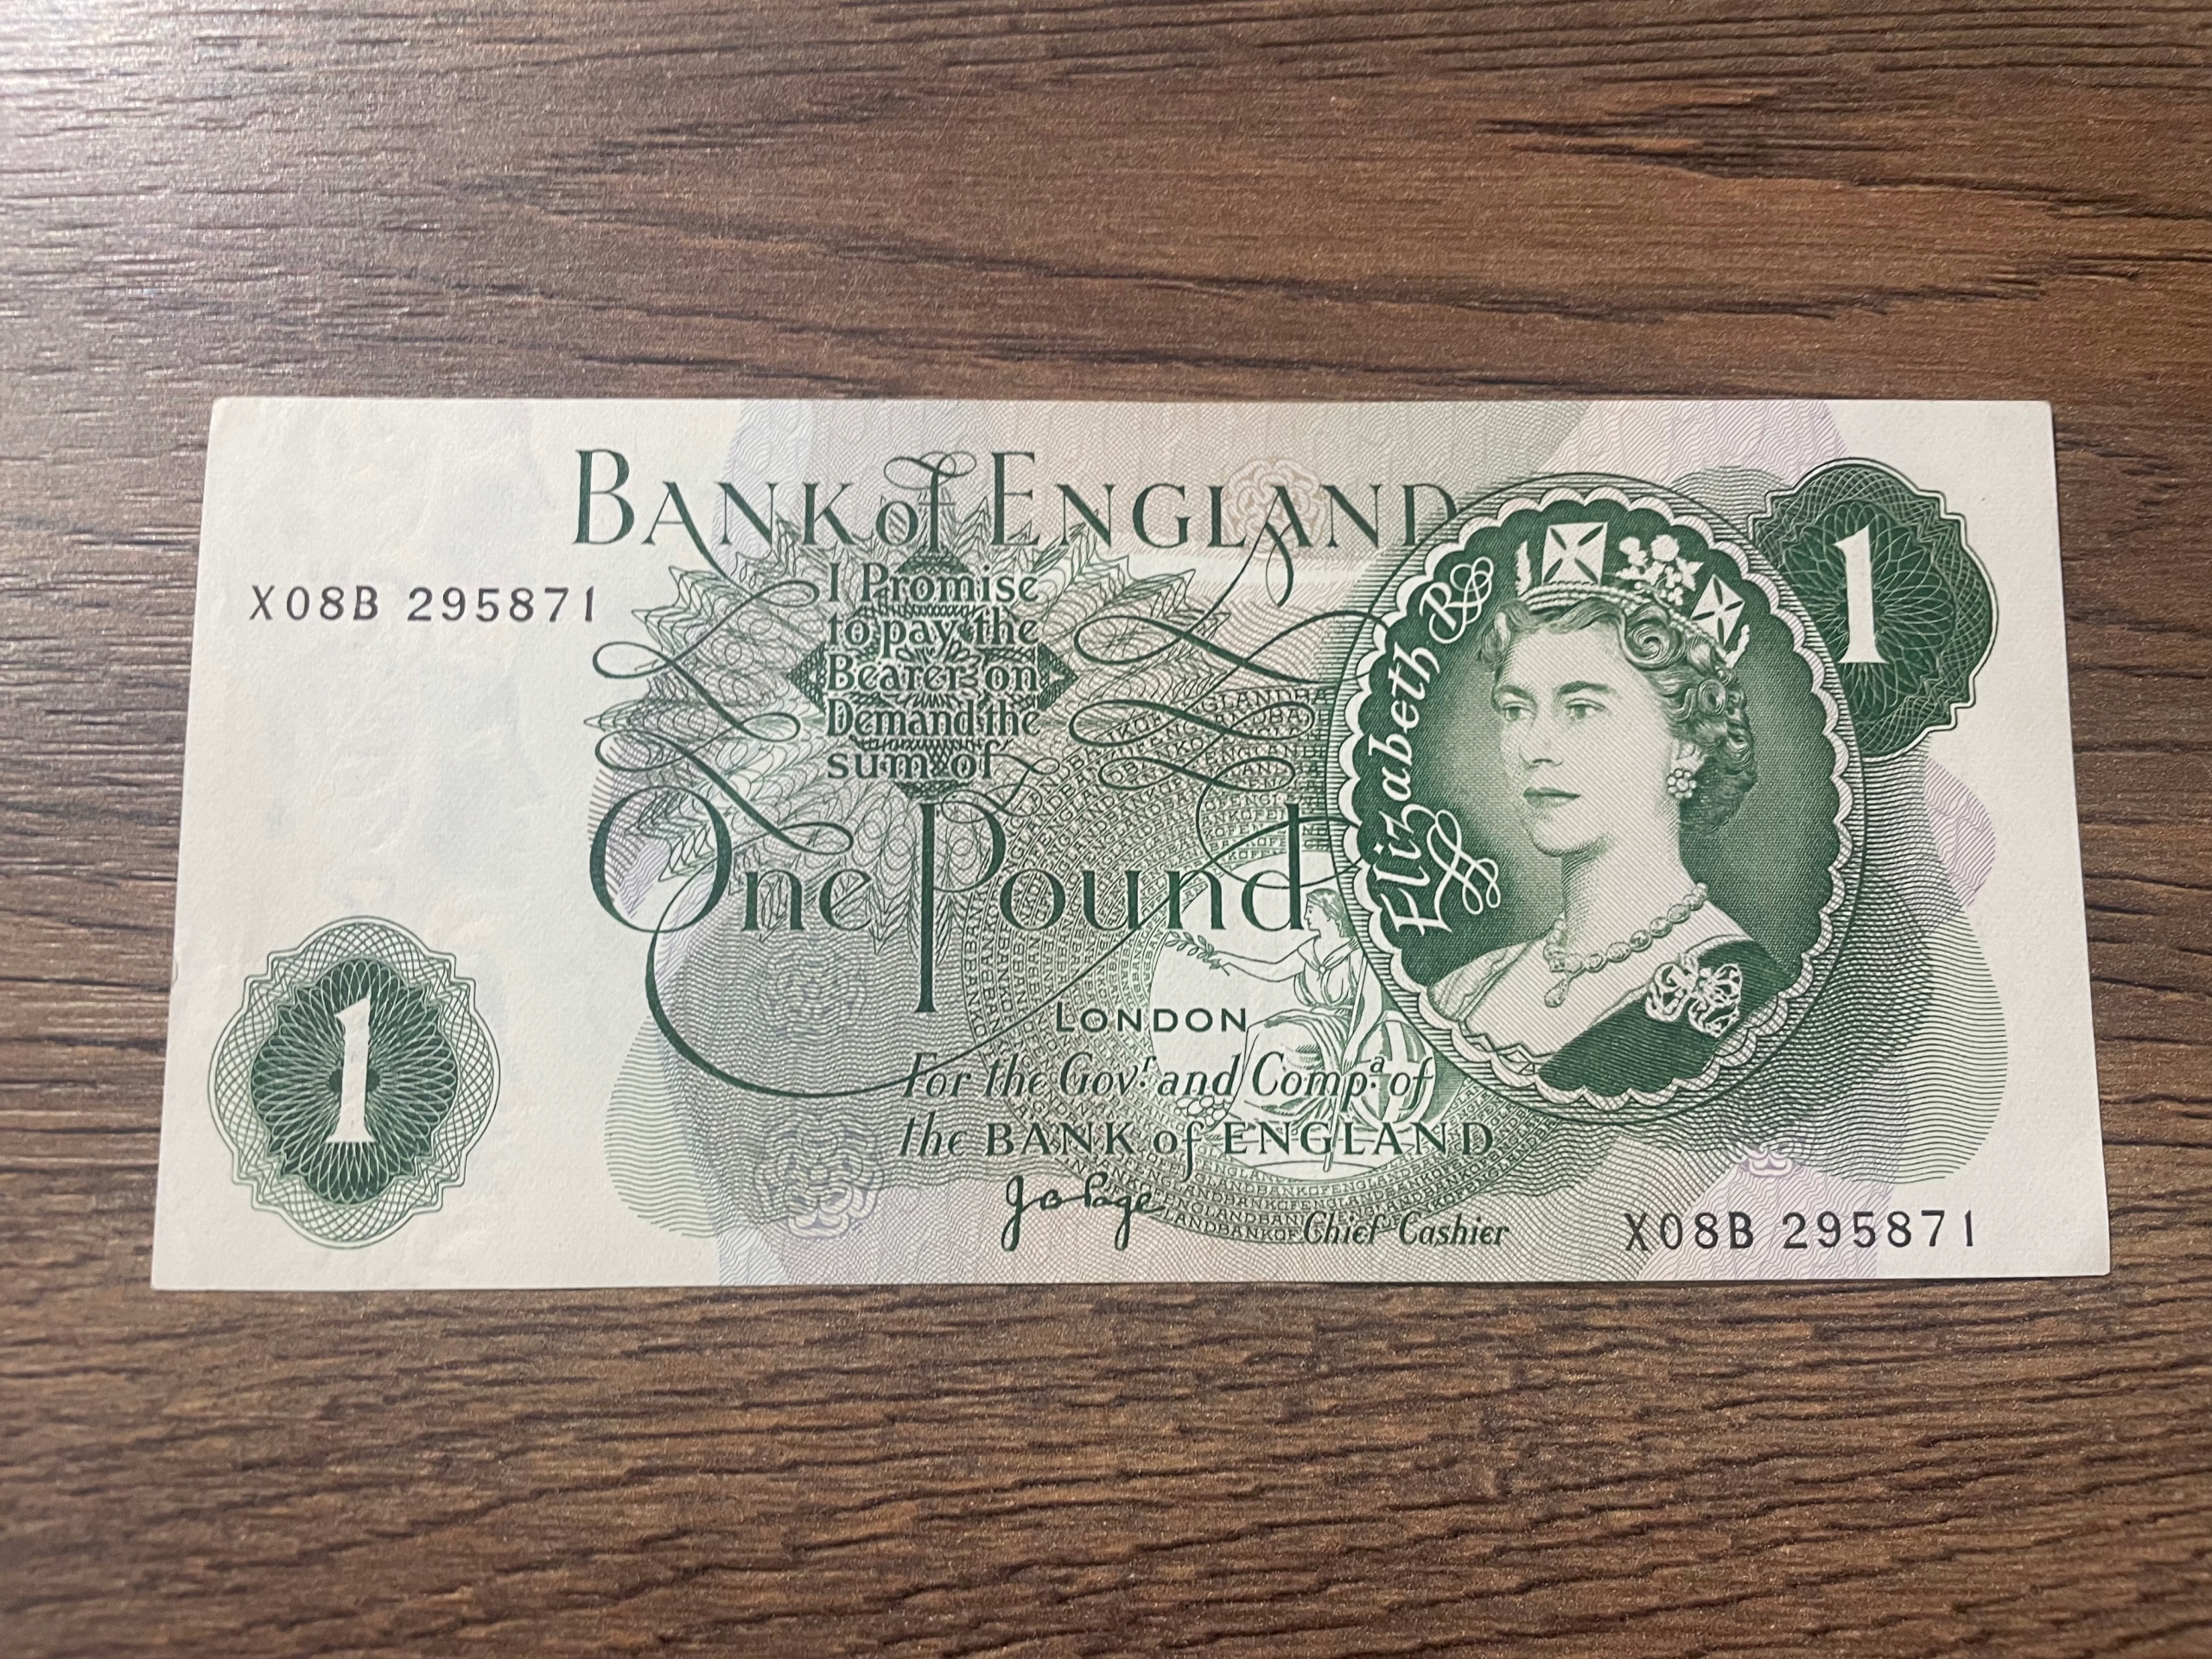 BANK of ENGLAND
X08B 295871
I Promise
to pay the
Bearer on
Demand the
sum of
One Pound
Elizabeth R
1
1
LONDON
For the Govr. and Compa. of
the BANK of ENGLAND
J B Page
Chief Cashier
X08B 295871